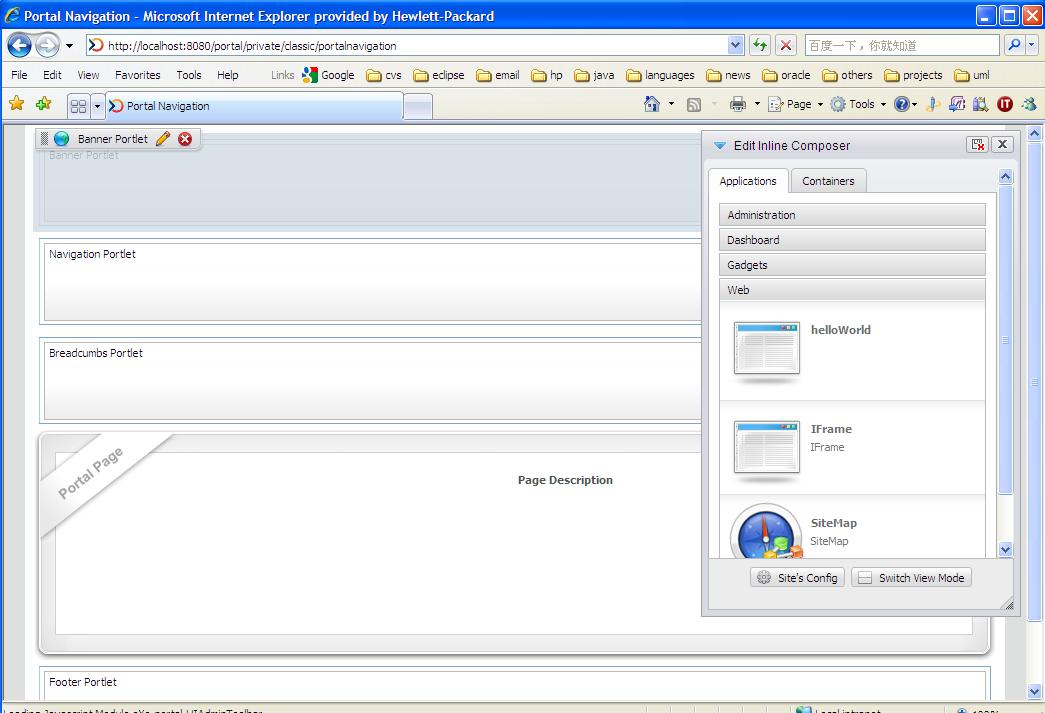 Portal Navigation - Microsoft Internet Explorer provided by Hewlett-Packard
http://localhost:8080/portal/private/classic/portalnavigation
百度一下，你就知道
File Edit View Favorites Tools Help Links Google cvs eclipse email hp java languages news oracle others projects uml
Portal Navigation
Page Tools
Banner Portlet
Banner Portlet
Edit Inline Composer
Applications Containers
Administration
Dashboard
Gadgets
Web
helloWorld
IFrame
IFrame
SiteMap
SiteMap
Site's Config Switch View Mode
Navigation Portlet
Breadcumbs Portlet
Portal Page
Page Description
Footer Portlet
Local intranet